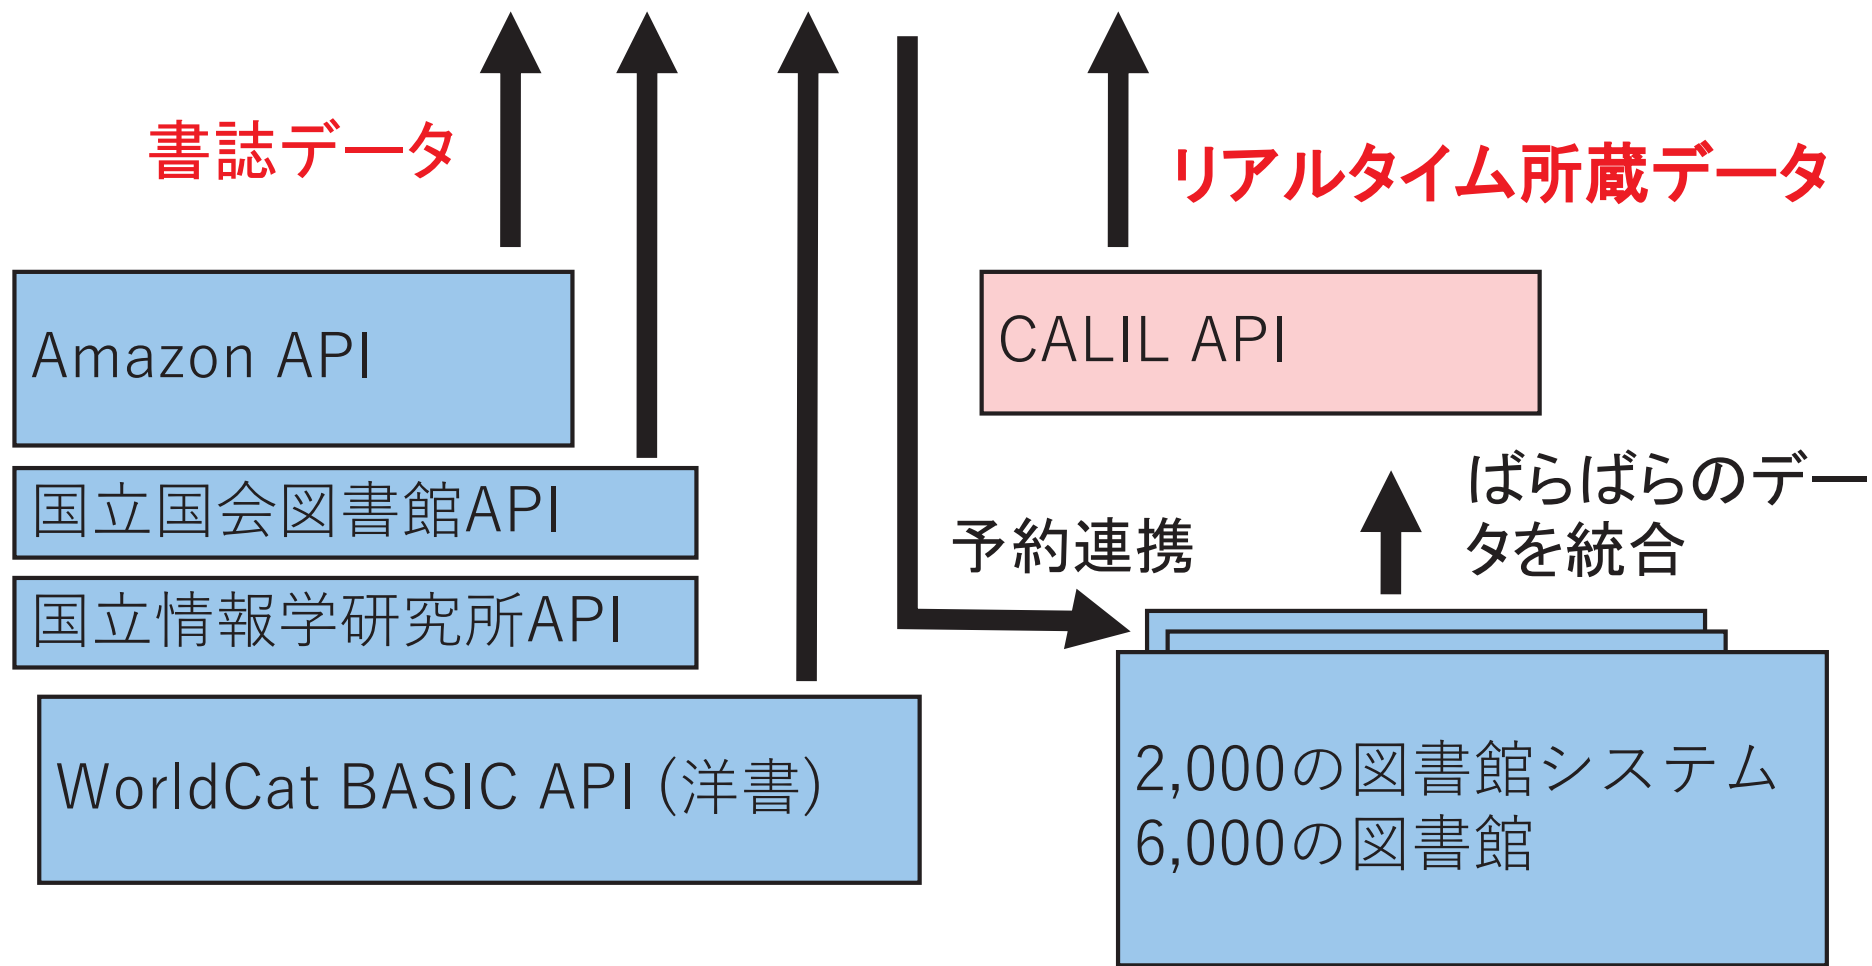 書誌データ
リアルタイム所蔵データ
Amazon API
CALIL API
国立国会図書館API
国立情報学研究所API
WorldCat BASIC API（洋書）
予約連携
ばらばらのデー
タを統合
2,000の図書館システム
6,000の図書館